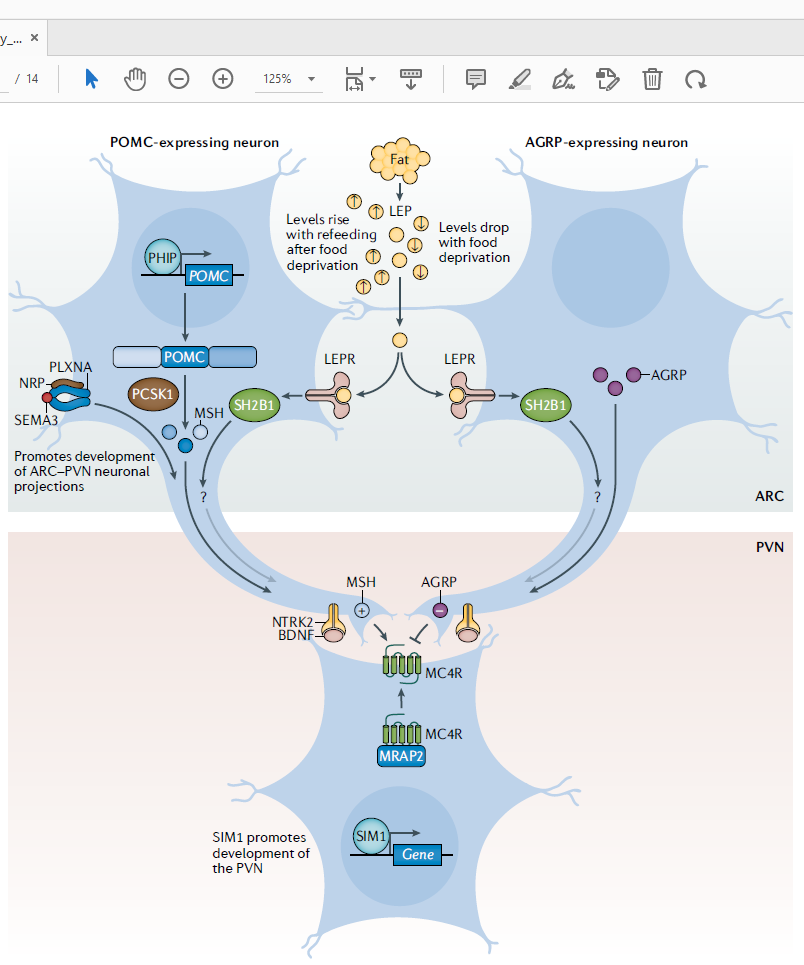 y_...
/ 14
125%
POMC-expressing neuron
AGRP-expressing neuron
Fat
LEP
Levels rise
with refeeding
after food
deprivation
Levels drop
with food
deprivation
PHIP
POMC
POMC
PLXNA
NRP
SEMA3
PCSK1
MSH
SH2B1
LEPR
LEPR
SH2B1
AGRP
Promotes development
of ARC–PVN neuronal
projections
?
?
ARC
PVN
MSH
AGRP
+
−
NTRK2
BDNF
MC4R
MC4R
MRAP2
SIM1 promotes
development of
the PVN
SIM1
Gene